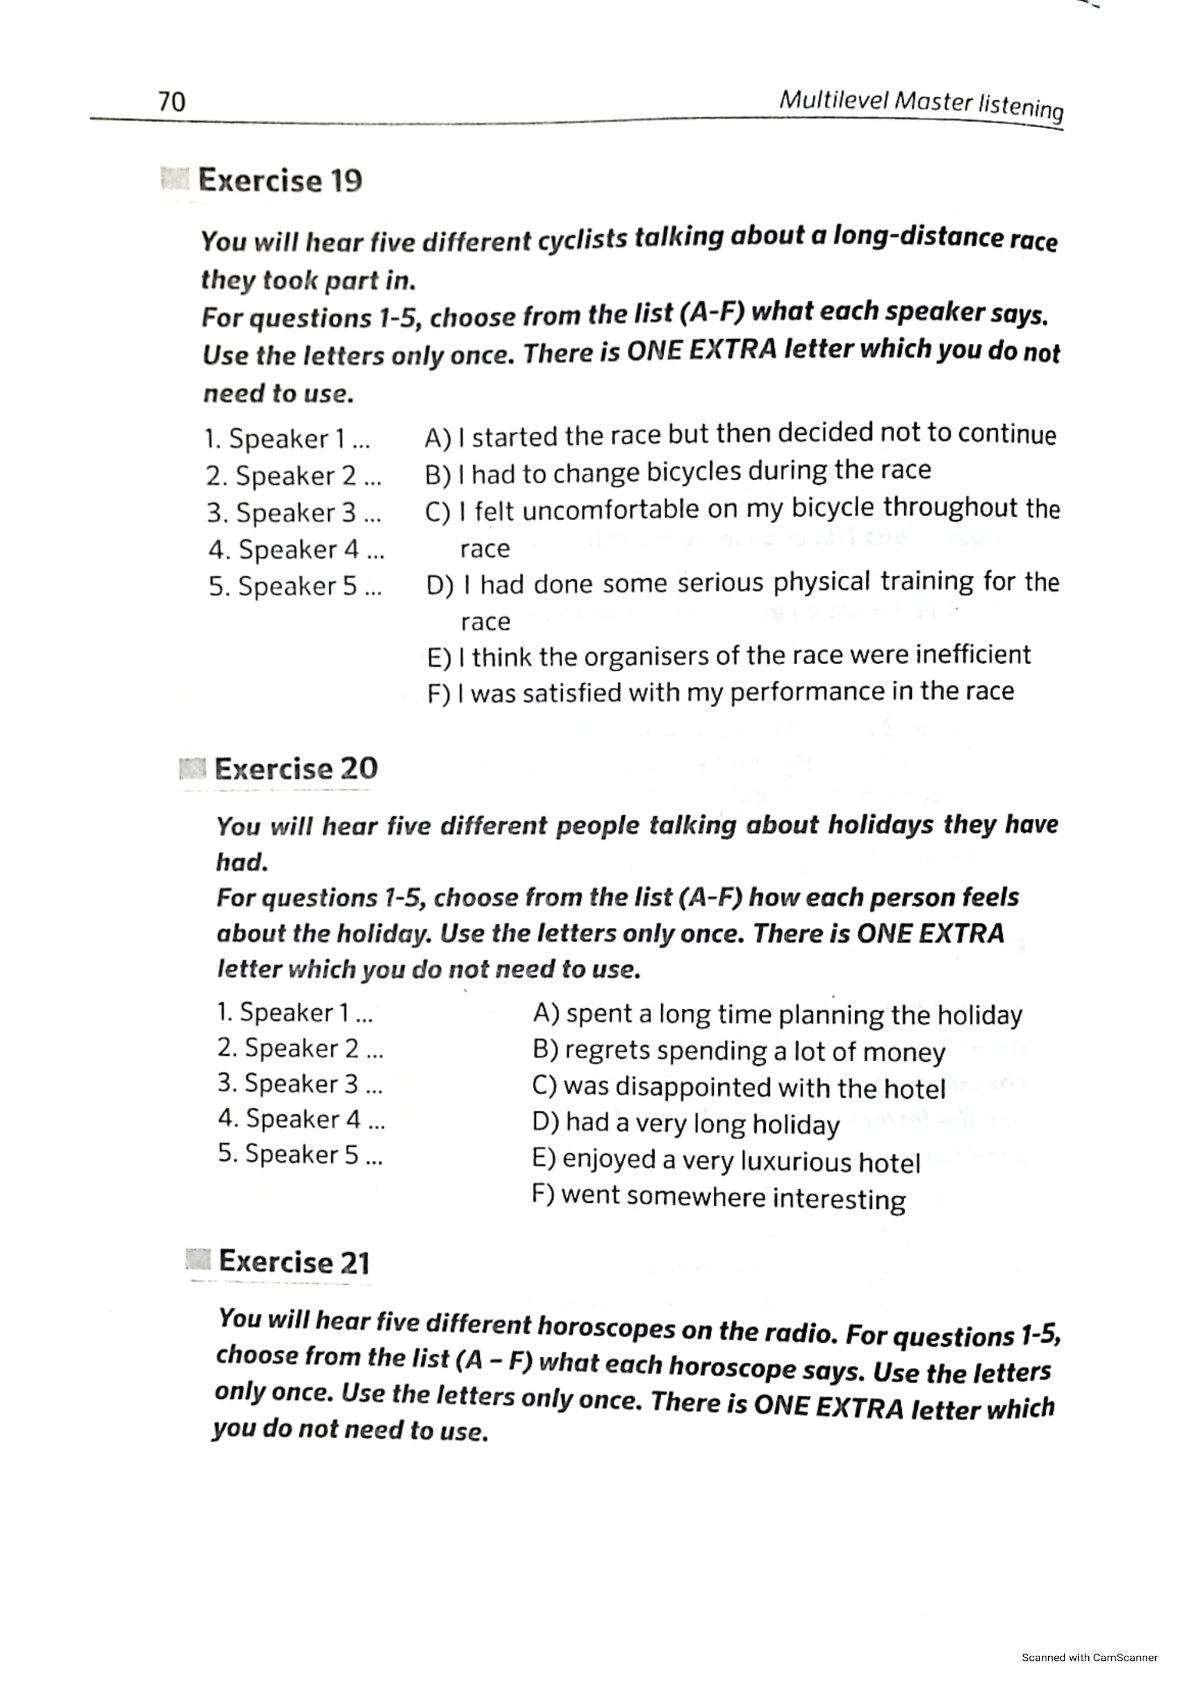 70
Multilevel Master listening
Exercise 19
You will hear five different cyclists talking about a long-distance race
they took part in.
For questions 1-5, choose from the list (A-F) what each speaker says.
Use the letters only once. There is ONE EXTRA letter which you do not
need to use.
1. Speaker 1 ...
2. Speaker 2 ...
3. Speaker 3 ...
4. Speaker 4 ...
5. Speaker 5 ...
A) I started the race but then decided not to continue
B) I had to change bicycles during the race
C) I felt uncomfortable on my bicycle throughout the
race
D) I had done some serious physical training for the
race
E) I think the organisers of the race were inefficient
F) I was satisfied with my performance in the race
Exercise 20
You will hear five different people talking about holidays they have
had.
For questions 1-5, choose from the list (A-F) how each person feels
about the holiday. Use the letters only once. There is ONE EXTRA
letter which you do not need to use.
1. Speaker 1 ...
2. Speaker 2 ...
3. Speaker 3 ...
4. Speaker 4 ...
5. Speaker 5 ...
A) spent a long time planning the holiday
B) regrets spending a lot of money
C) was disappointed with the hotel
D) had a very long holiday
E) enjoyed a very luxurious hotel
F) went somewhere interesting
Exercise 21
You will hear five different horoscopes on the radio. For questions 1-5,
choose from the list (A – F) what each horoscope says. Use the letters
only once. Use the letters only once. There is ONE EXTRA letter which
you do not need to use.
Scanned with CamScanner